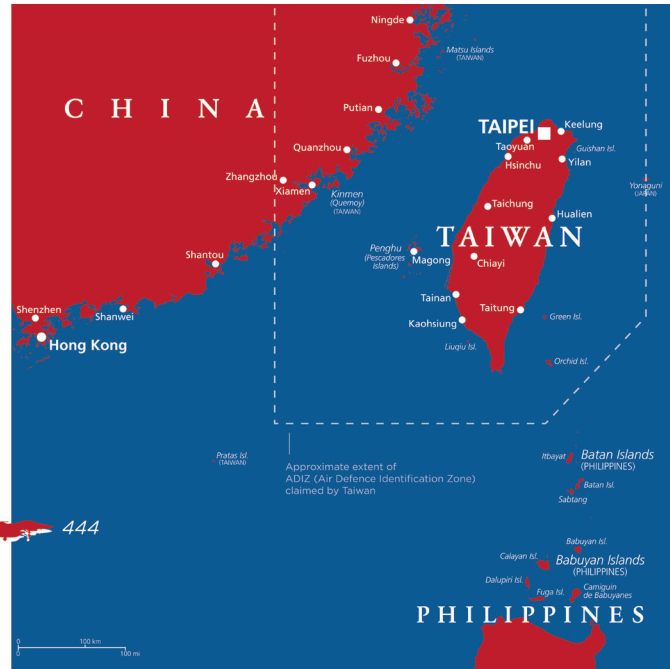 Ningde
Matsu Islands
(TAIWAN)
Fuzhou
CHINA
Putian
TAIPEI
Keelung
Taoyuan
Guishan Isl.
Quanzhou
Hsinchu
Yilan
Zhangzhou
Xiamen
Kinmen
(Quemoy)
(TAIWAN)
Yonaguni
(JAPAN)
Taichung
Hualien
TAIWAN
Penghu
(Pescadores
Islands)
Magong
Chiayi
Shantou
Tainan
Taitung
Shenzhen
Shanwei
Green Isl.
Kaohsiung
Hong Kong
Liuqiu Isl.
Orchid Isl.
Pratas Isl.
(TAIWAN)
Approximate extent of
ADIZ (Air Defence Identification Zone)
claimed by Taiwan
Itbayat
Batan Islands
(PHILIPPINES)
Batan Isl.
Sabtang
444
Babuyan Isl.
Calayan Isl.
Babuyan Islands
(PHILIPPINES)
Dalupiri Isl.
Fuga Isl.
Camiguin
de Babuyanes
PHILIPPINES
0 100 km
0 100 mi